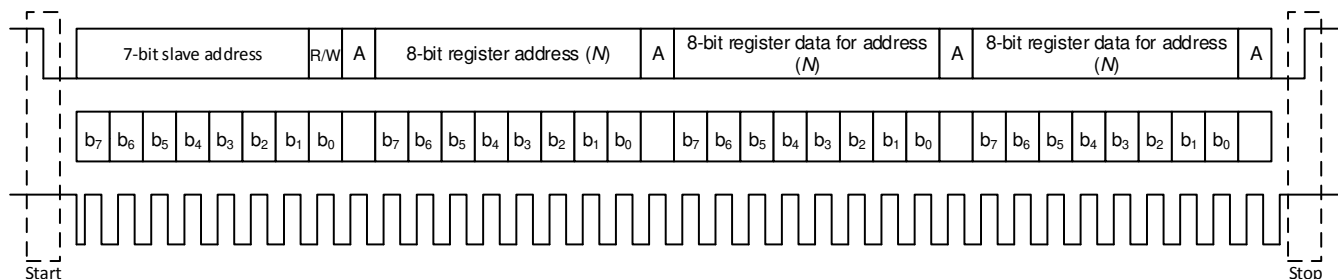 7-bit slave address R/W A 8-bit register address (N) A 8-bit register data for address (N) A 8-bit register data for address (N) A
b7 b6 b5 b4 b3 b2 b1 b0 b7 b6 b5 b4 b3 b2 b1 b0 b7 b6 b5 b4 b3 b2 b1 b0 b7 b6 b5 b4 b3 b2 b1 b0
Start Stop